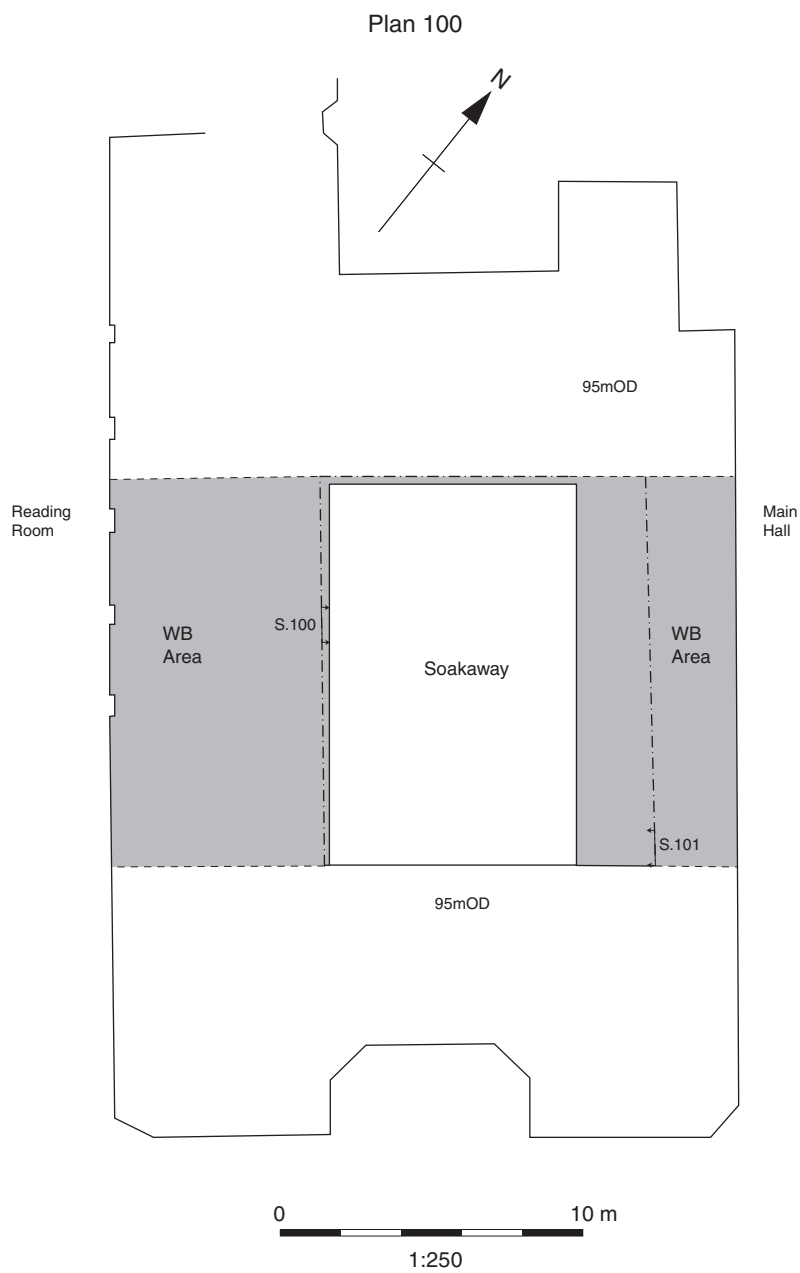 Plan 100
N
95mOD
Reading
Room
Main
Hall
S.100
WB
Area
WB
Area
Soakaway
S.101
95mOD
0
10 m
1:250